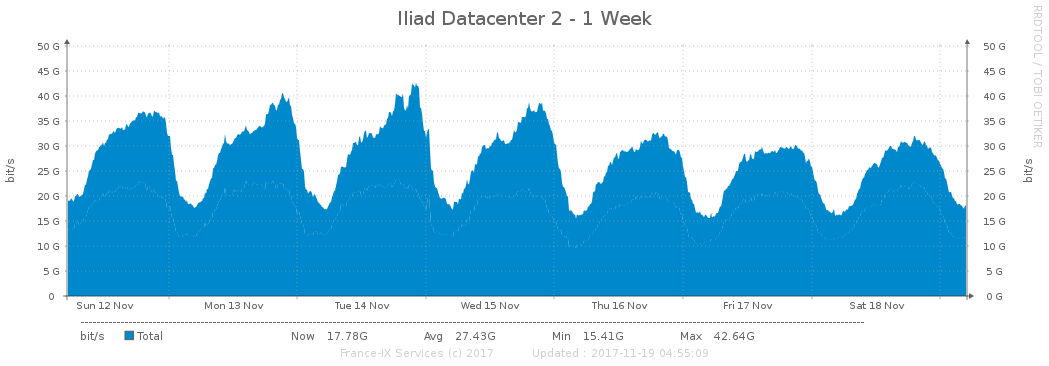 Iliad Datacenter 2 - 1 Week
RRDTOOL / TOBI OETIKER
50 G 50 G
45 G 45 G
40 G 40 G
35 G 35 G
30 G 30 G
25 G 25 G
20 G 20 G
15 G 15 G
10 G 10 G
5 G 5 G
0 0 G
bit/s bit/s
Sun 12 Nov Mon 13 Nov Tue 14 Nov Wed 15 Nov Thu 16 Nov Fri 17 Nov Sat 18 Nov
bit/s Total Now 17.78G Avg 27.43G Min 15.41G Max 42.64G
France-IX Services (c) 2017 Updated : 2017-11-19 04:55:09